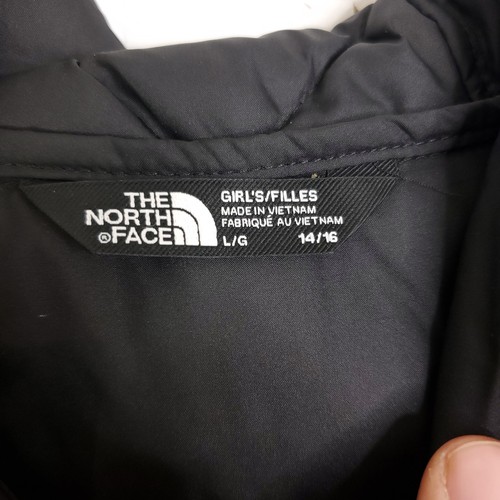 THE
NORTH
®FACE
GIRL'S/FILLES
MADE IN VIETNAM
FABRIQUÉ AU VIETNAM
L/G 14/16